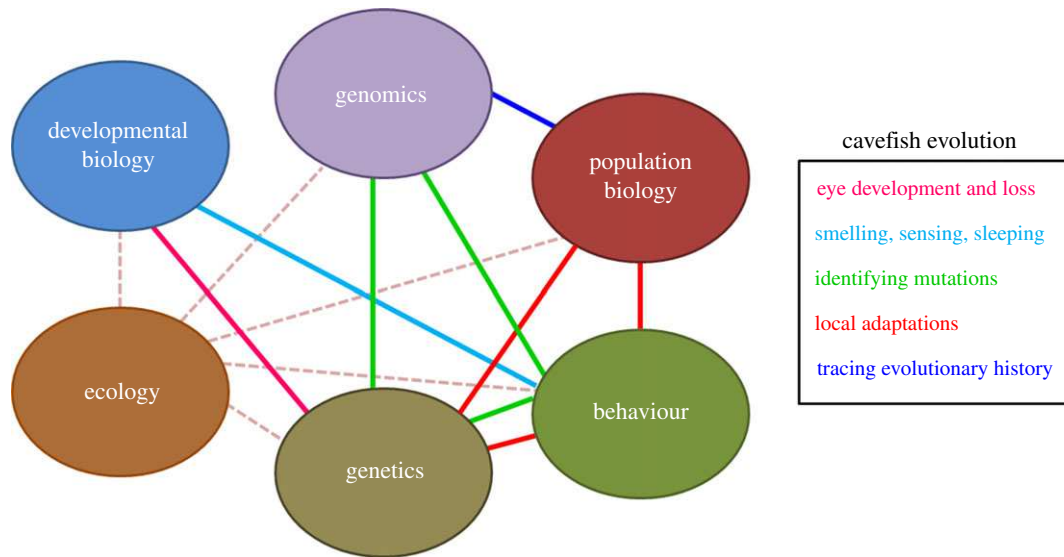 developmental
biology
genomics
population
biology
ecology
genetics
behaviour
cavefish evolution
eye development and loss
smelling, sensing, sleeping
identifying mutations
local adaptations
tracing evolutionary history